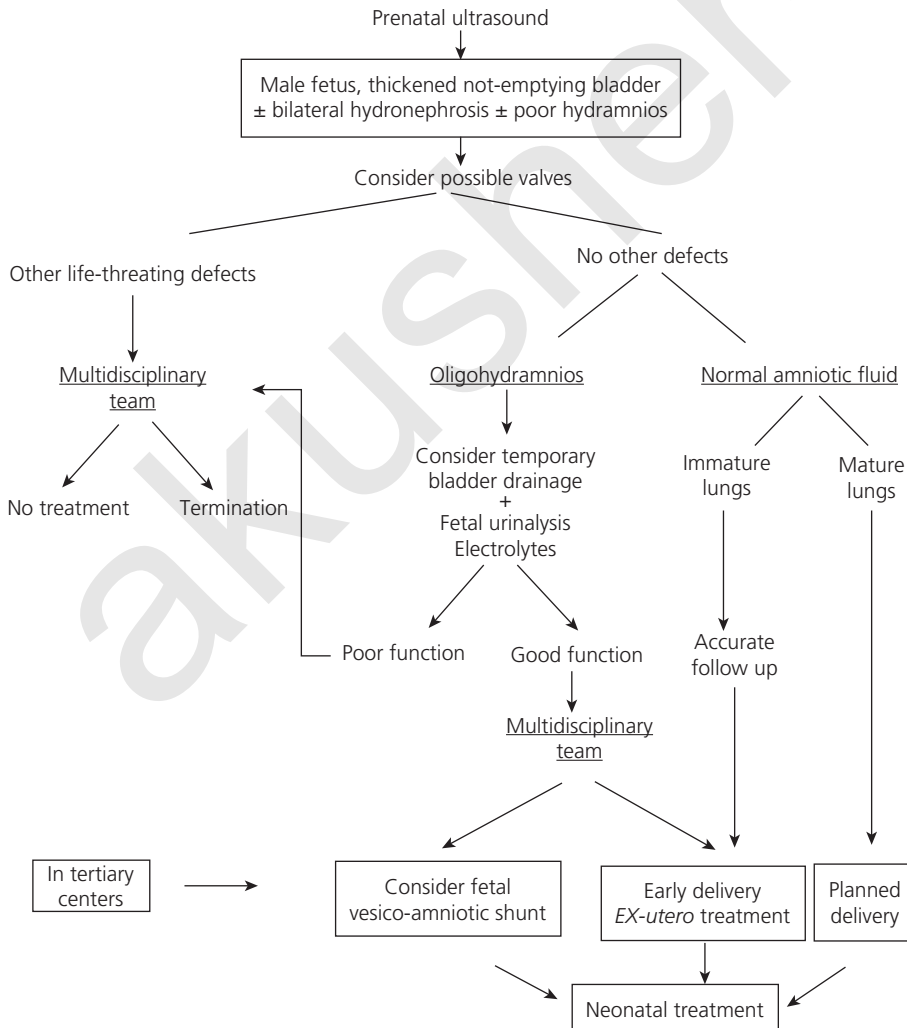 Prenatal ultrasound
Male fetus, thickened not-emptying bladder
± bilateral hydronephrosis ± poor hydramnios
Consider possible valves
Other life-threating defects
No other defects
Multidisciplinary
team
Oligohydramnios
Normal amniotic fluid
No treatment
Termination
Consider temporary
bladder drainage
+
Fetal urinalysis
Electrolytes
Immature
lungs
Mature
lungs
Poor function
Good function
Accurate
follow up
Multidisciplinary
team
In tertiary
centers
Consider fetal
vesico-amniotic shunt
Early delivery
EX-utero treatment
Planned
delivery
Neonatal treatment
akusher